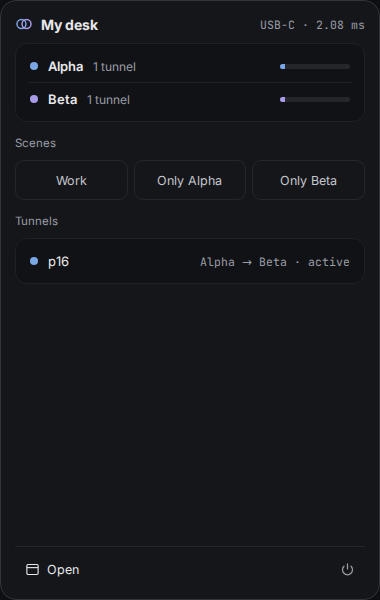 My desk USB-C · 2.08 ms
Alpha 1 tunnel
Beta 1 tunnel
Scenes
Work Only Alpha Only Beta
Tunnels
p16 Alpha → Beta · active
Open